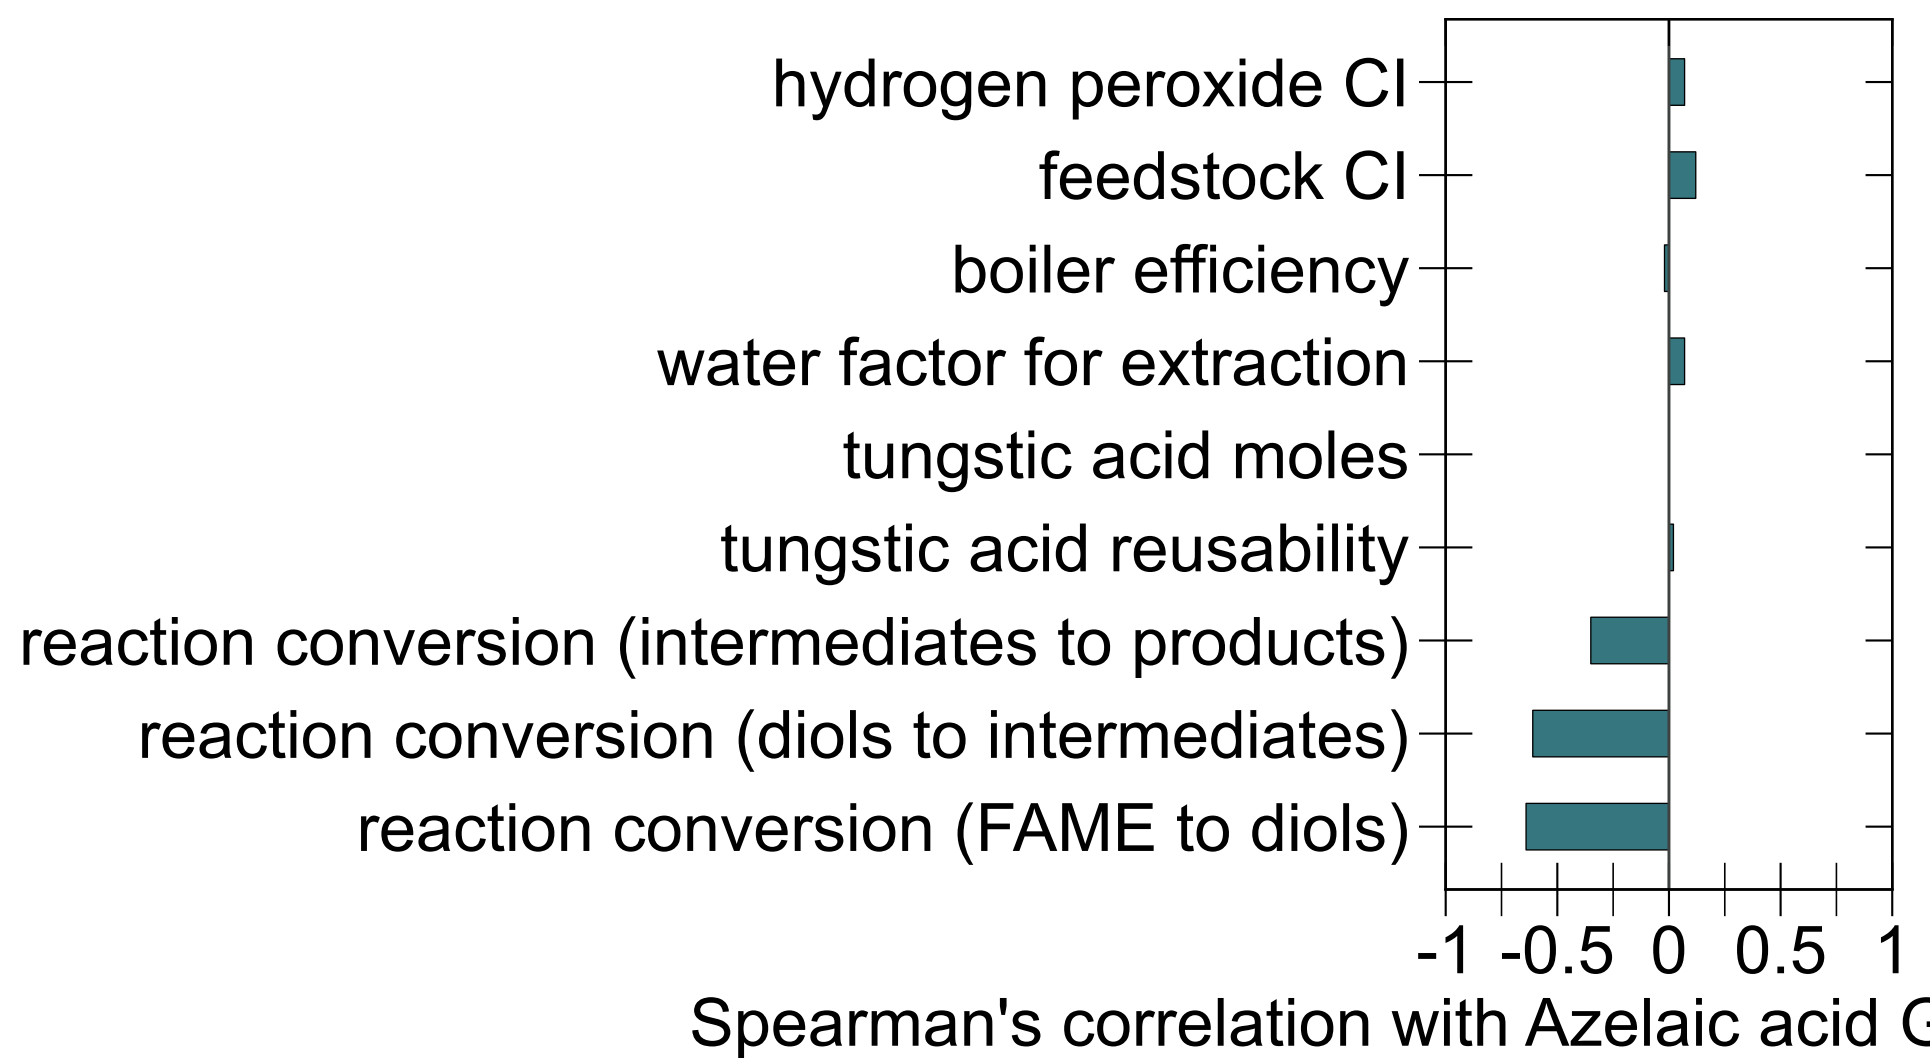 hydrogen peroxide CI
feedstock CI
boiler efficiency
water factor for extraction
tungstic acid moles
tungstic acid reusability
reaction conversion (intermediates to products)
reaction conversion (diols to intermediates)
reaction conversion (FAME to diols)
-1 -0.5 0 0.5 1
Spearman's correlation with Azelaic acid